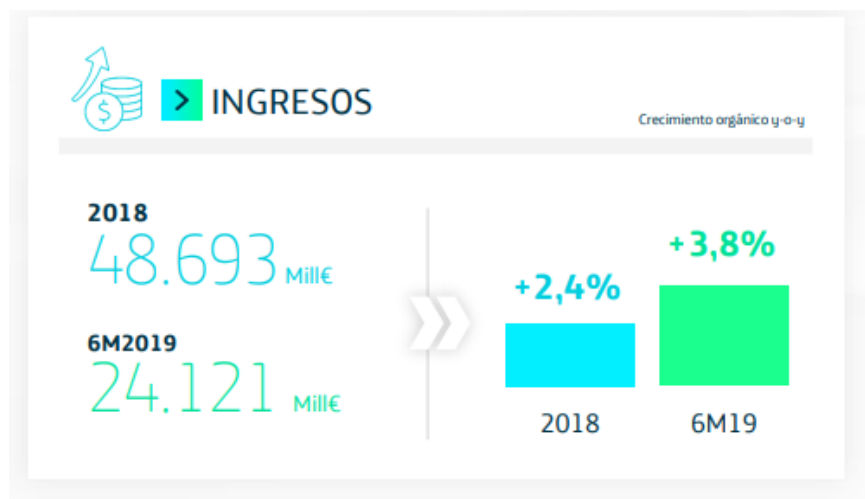 INGRESOS
Crecimiento orgánico y-o-y
2018
48.693 Mill€
6M2019
24.121 Mill€
+2,4%
+3,8%
2018
6M19